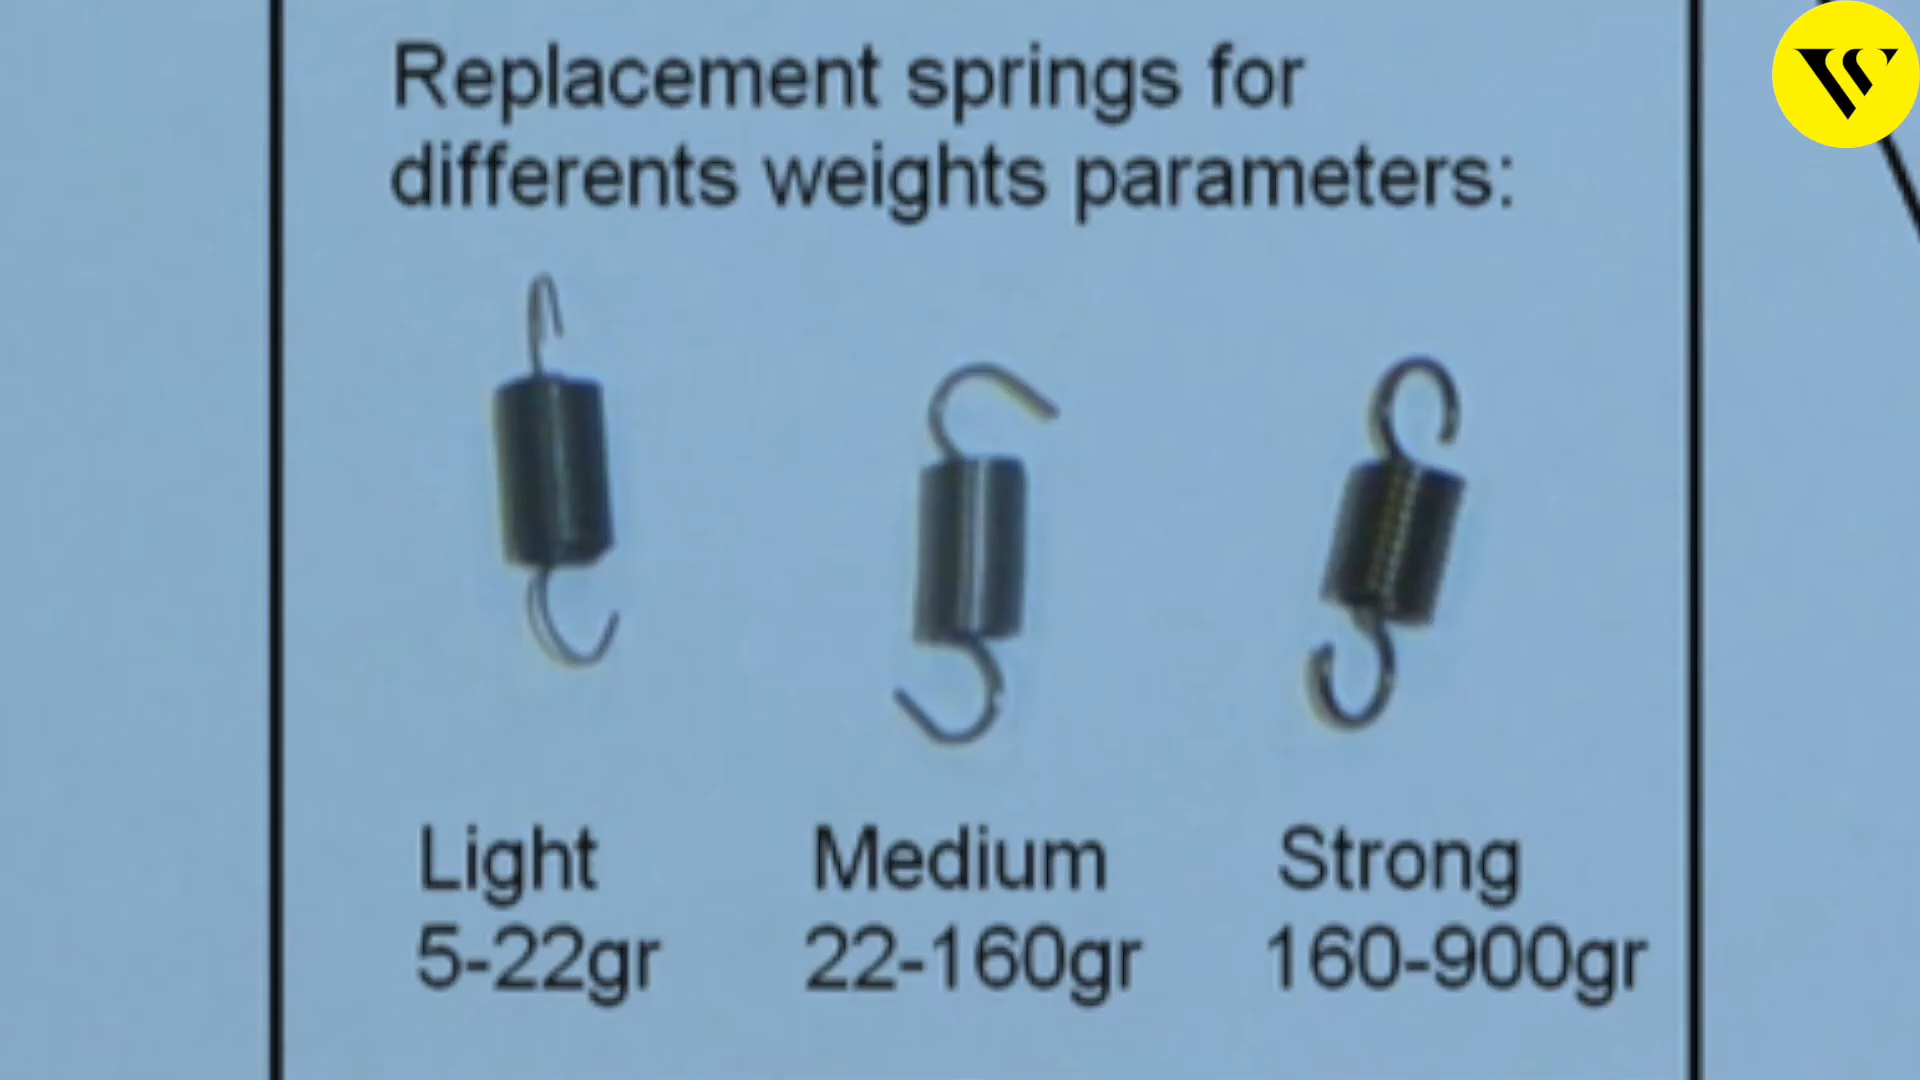 Replacement springs for
differents weights parameters:
Light
Medium
Strong
5-22gr
22-160gr
160-900gr